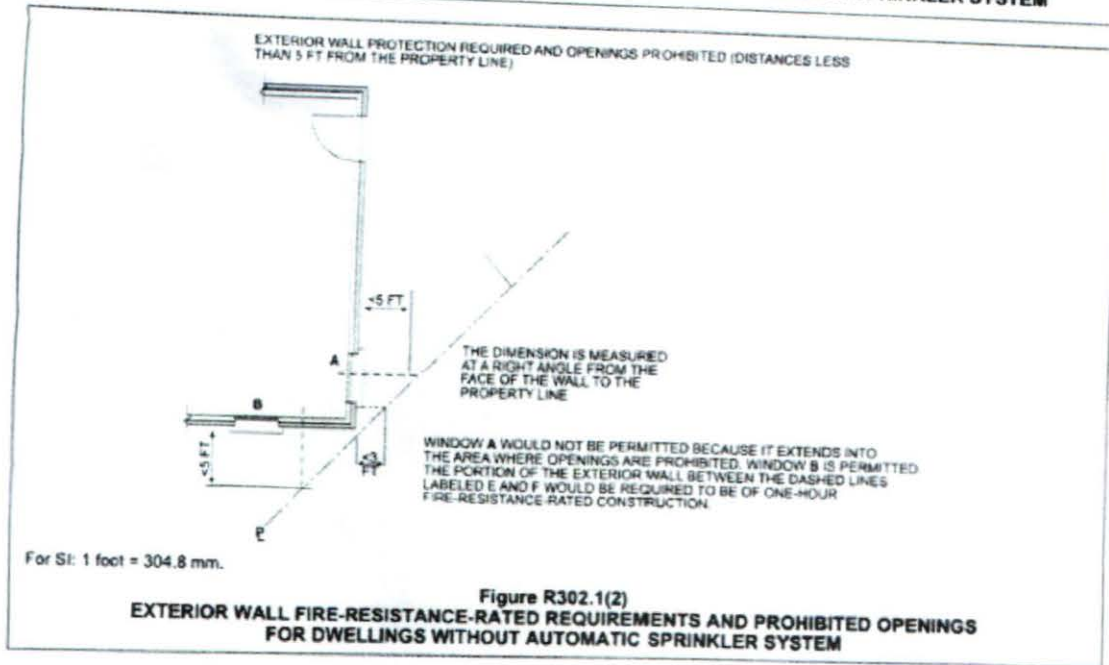 SPRINKLER SYSTEM
EXTERIOR WALL PROTECTION REQUIRED AND OPENINGS PROHIBITED (DISTANCES LESS
THAN 5 FT FROM THE PROPERTY LINE)
<5 FT
A
THE DIMENSION IS MEASURED
AT A RIGHT ANGLE FROM THE
FACE OF THE WALL TO THE
PROPERTY LINE
B
<5 FT
<3
FT
WINDOW A WOULD NOT BE PERMITTED BECAUSE IT EXTENDS INTO
THE AREA WHERE OPENINGS ARE PROHIBITED. WINDOW B IS PERMITTED
THE PORTION OF THE EXTERIOR WALL BETWEEN THE DASHED LINES
LABELED E AND F WOULD BE REQUIRED TO BE OF ONE-HOUR
FIRE-RESISTANCE-RATED CONSTRUCTION.
℄
For SI: 1 foot = 304.8 mm.
Figure R302.1(2)
EXTERIOR WALL FIRE-RESISTANCE-RATED REQUIREMENTS AND PROHIBITED OPENINGS
FOR DWELLINGS WITHOUT AUTOMATIC SPRINKLER SYSTEM